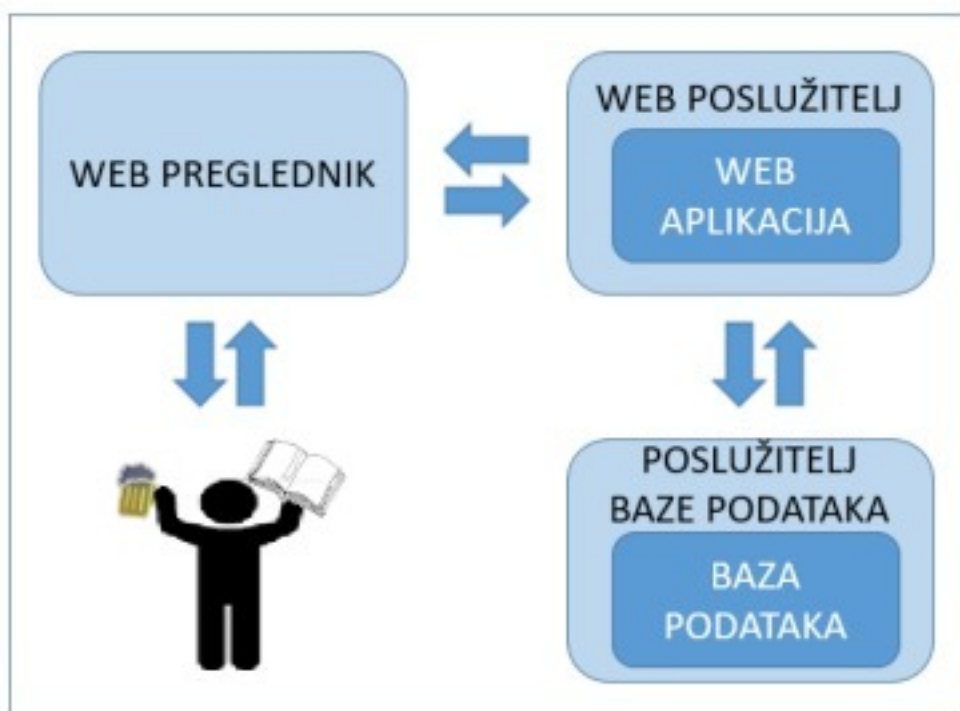 WEB PREGLEDNIK
WEB POSLUŽITELJ
WEB
APLIKACIJA
POSLUŽITELJ
BAZE PODATAKA
BAZA
PODATAKA